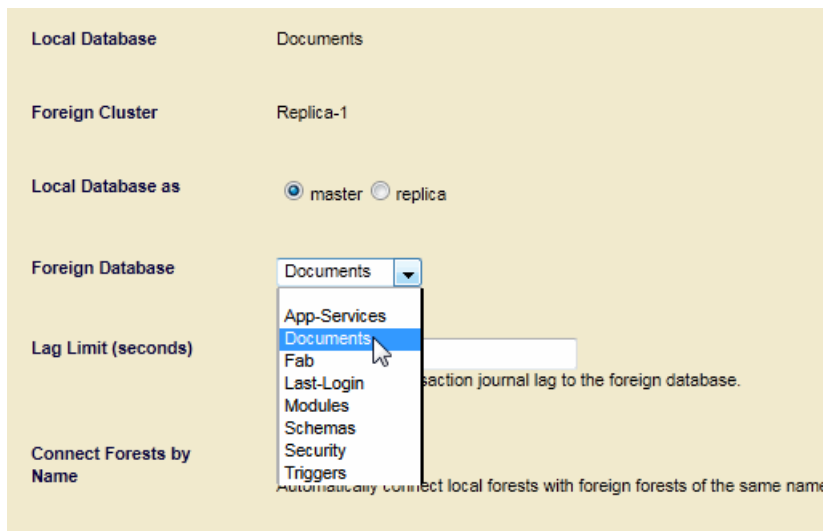 Local Database Documents
Foreign Cluster Replica-1
Local Database as master replica
Foreign Database Documents
App-Services
Documents
Lag Limit (seconds)
Fab
Last-Login
saction journal lag to the foreign database.
Modules
Schemas
Connect Forests by
Name
Security
Triggers
Automatically connect local forests with foreign forests of the same name